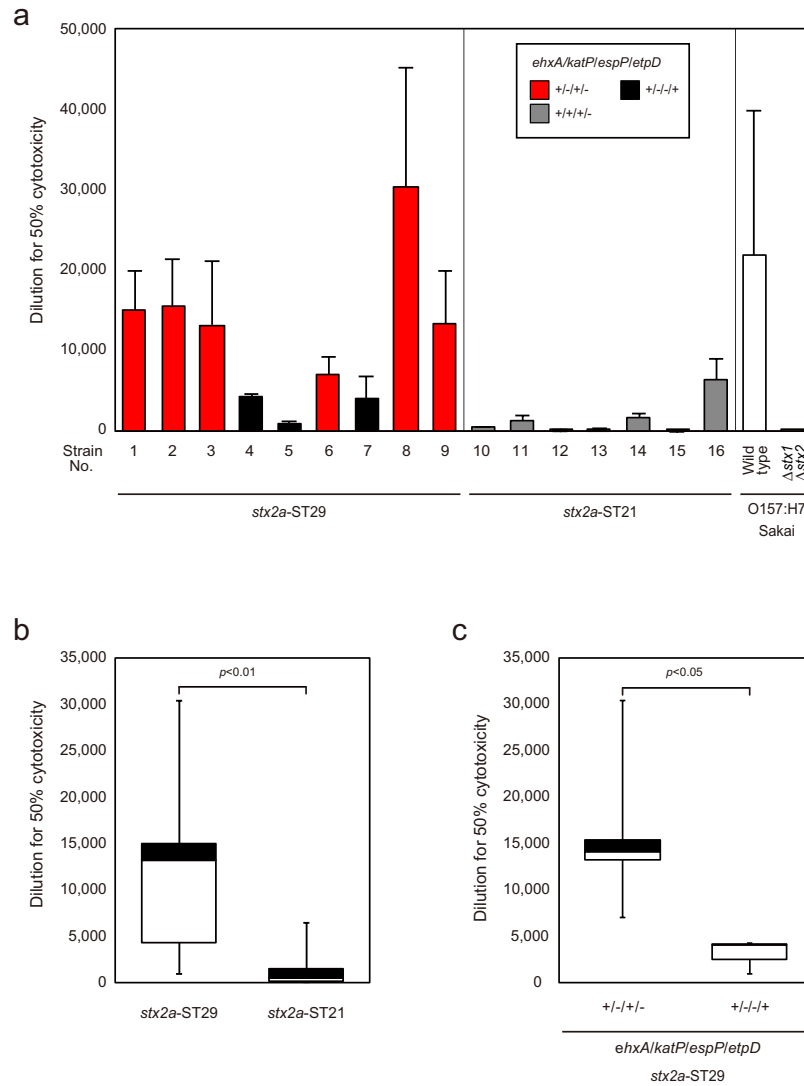 a
50,000
40,000
30,000
20,000
10,000
0
Dilution for 50% cytotoxicity
ehxA/katP/espP/etpD
+/-/+/-
+/-/-/+
+/+/+/-
Strain
No.
1 2 3 4 5 6 7 8 9 10 11 12 13 14 15 16
Wild
type
Δstx1
Δstx2
stx2a-ST29
stx2a-ST21
O157:H7
Sakai
b
35,000
30,000
25,000
20,000
15,000
10,000
5,000
0
Dilution for 50% cytotoxicity
p<0.01
stx2a-ST29 stx2a-ST21
c
35,000
30,000
25,000
20,000
15,000
10,000
5,000
0
Dilution for 50% cytotoxicity
p<0.05
+/-/+/- +/-/-/+
ehxA/katP/espP/etpD
stx2a-ST29